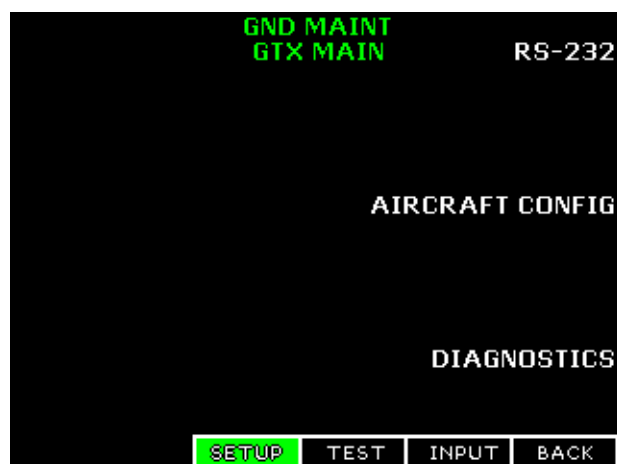 GND MAINT
GTX MAIN RS-232
AIRCRAFT CONFIG
DIAGNOSTICS
SETUP TEST INPUT BACK